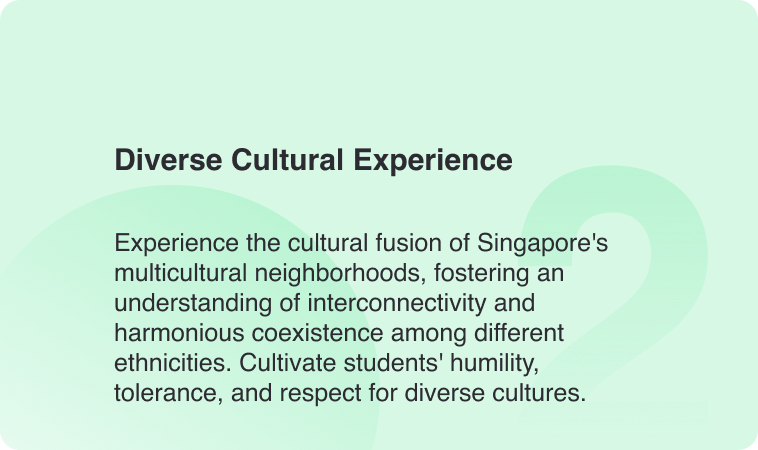 Diverse Cultural Experience
2
Experience the cultural fusion of Singapore's
multicultural neighborhoods, fostering an
understanding of interconnectivity and
harmonious coexistence among different
ethnicities. Cultivate students' humility,
tolerance, and respect for diverse cultures.